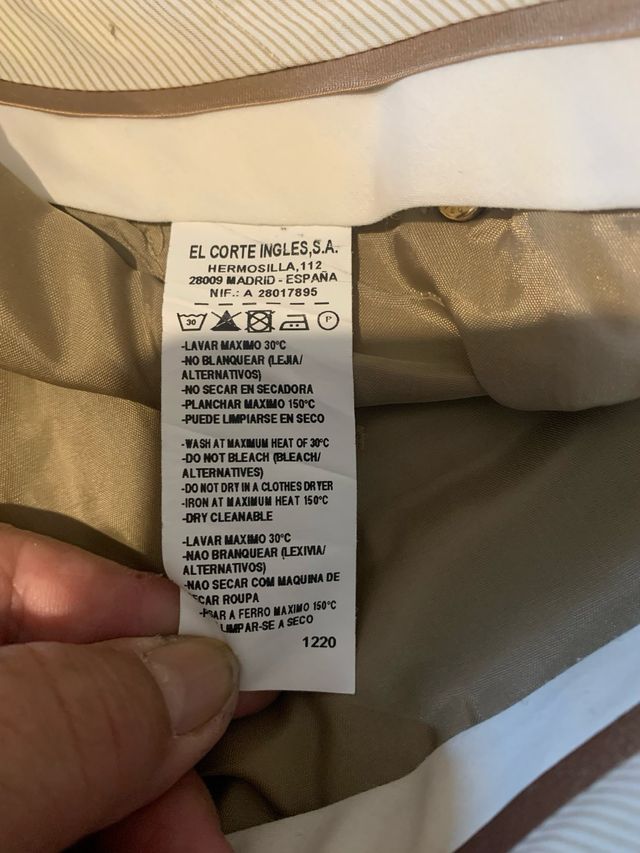 EL CORTE INGLES,S.A.
HERMOSILLA,112
28009 MADRID - ESPAÑA
NIF.: A 28017895
30 P
-LAVAR MAXIMO 30°C
-NO BLANQUEAR (LEJIA/
ALTERNATIVOS)
-NO SECAR EN SECADORA
-PLANCHAR MAXIMO 150°C
-PUEDE LIMPIARSE EN SECO
-WASH AT MAXIMUM HEAT OF 30°C
-DO NOT BLEACH (BLEACH/
ALTERNATIVES)
-DO NOT DRY IN A CLOTHES DRYER
-IRON AT MAXIMUM HEAT 150°C
-DRY CLEANABLE
-LAVAR MAXIMO 30°C
-NAO BRANQUEAR (LEXIVIA/
ALTERNATIVOS)
-NAO SECAR COM MAQUINA DE
ECAR ROUPA
SAR A FERRO MAXIMO 150°C
LIMPAR-SE A SECO
1220